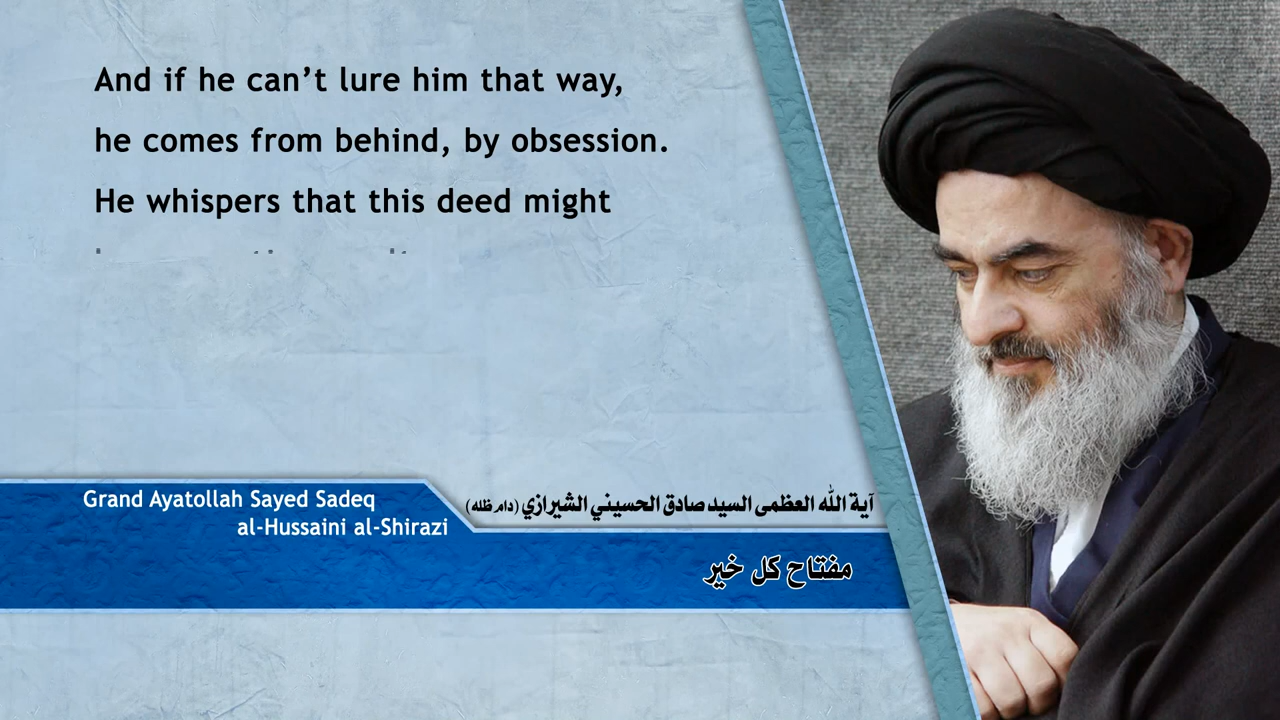 And if he can’t lure him that way,
he comes from behind, by obsession.
He whispers that this deed might
Grand Ayatollah Sayed Sadeq
al-Hussaini al-Shirazi
آية الله العظمى السيد صادق الحسيني الشيرازي (دام ظله)
مفتاح كل خير